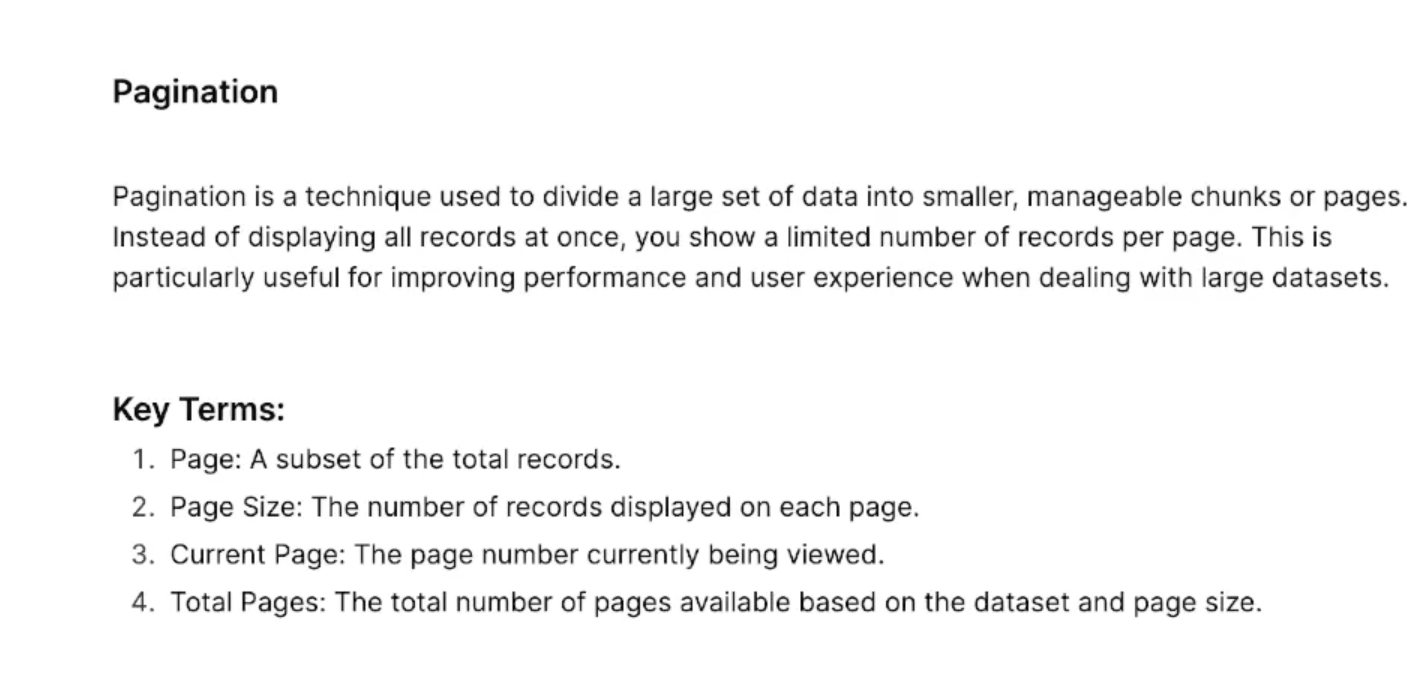 Pagination
Pagination is a technique used to divide a large set of data into smaller, manageable chunks or pages.
Instead of displaying all records at once, you show a limited number of records per page. This is
particularly useful for improving performance and user experience when dealing with large datasets.
Key Terms:
1. Page: A subset of the total records.
2. Page Size: The number of records displayed on each page.
3. Current Page: The page number currently being viewed.
4. Total Pages: The total number of pages available based on the dataset and page size.